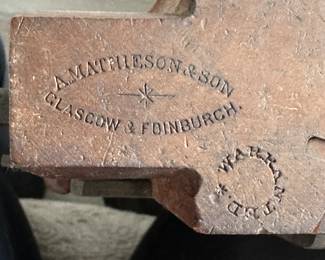 A. MATHIESON & SON
GLASGOW & EDINBURGH.
WARRANTED.